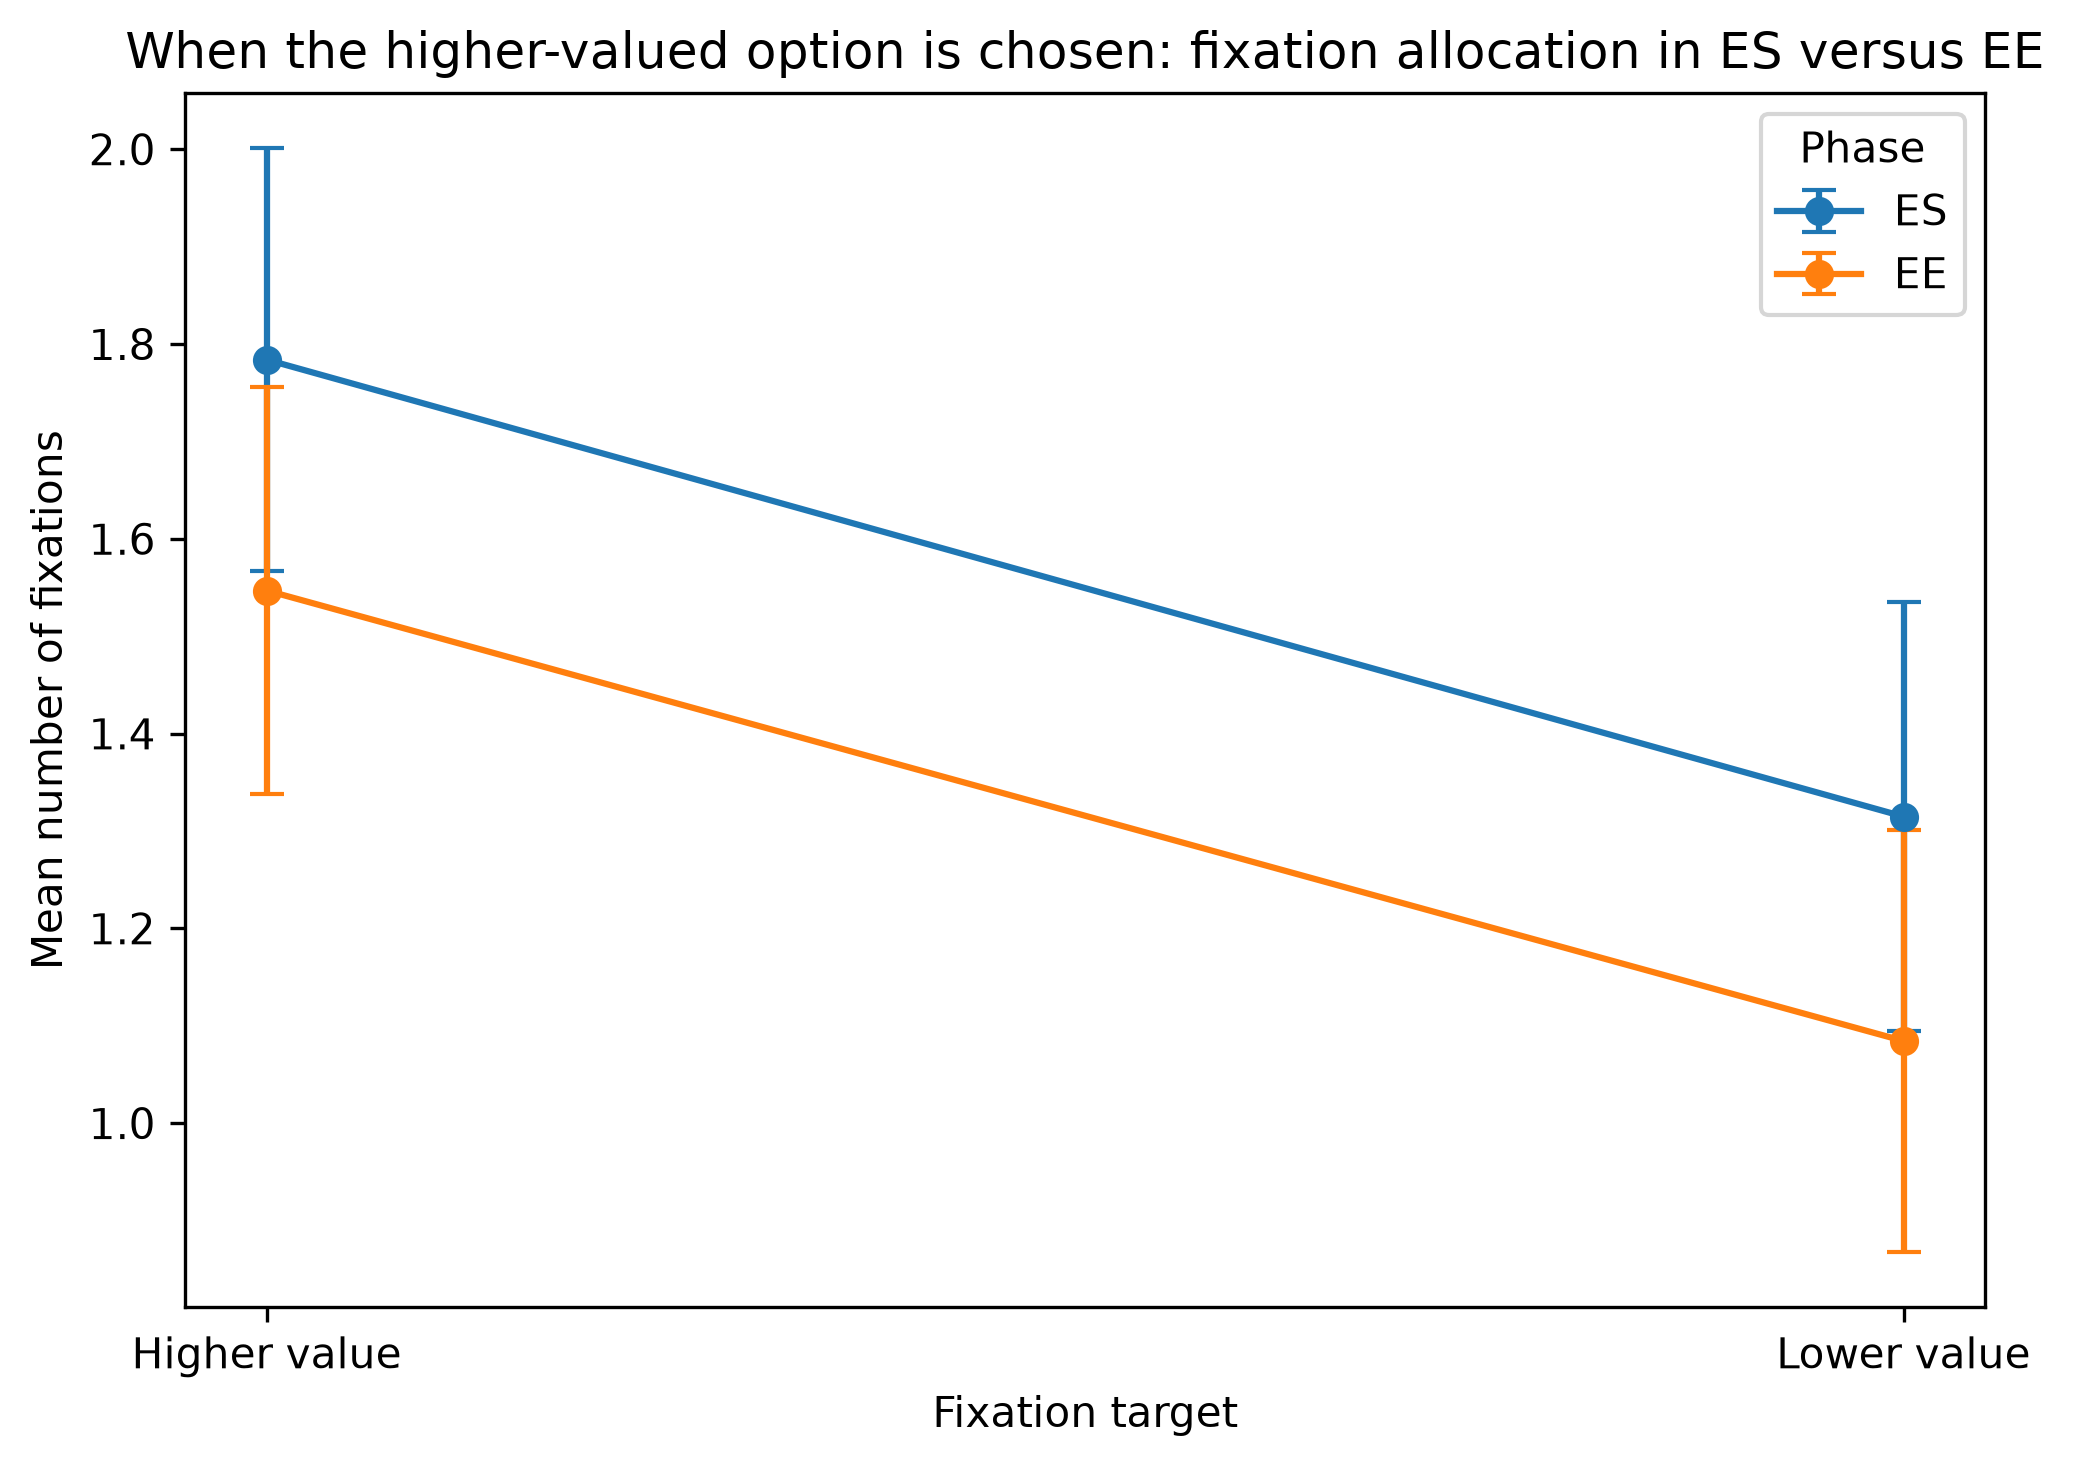 When the higher-valued option is chosen: fixation allocation in ES versus EE
Phase
ES
EE
Mean number of fixations
2.0
1.8
1.6
1.4
1.2
1.0
Higher value
Lower value
Fixation target